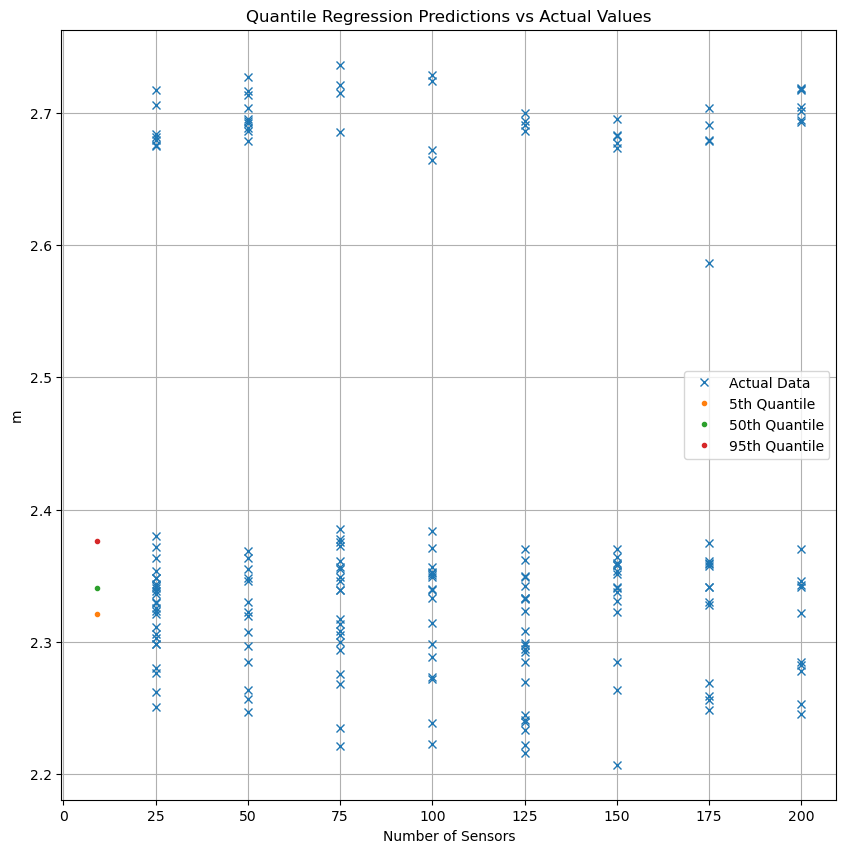 Quantile Regression Predictions vs Actual Values
m
2.7
2.6
2.5
2.4
2.3
2.2
Actual Data
5th Quantile
50th Quantile
95th Quantile
0 25 50 75 100 125 150 175 200
Number of Sensors